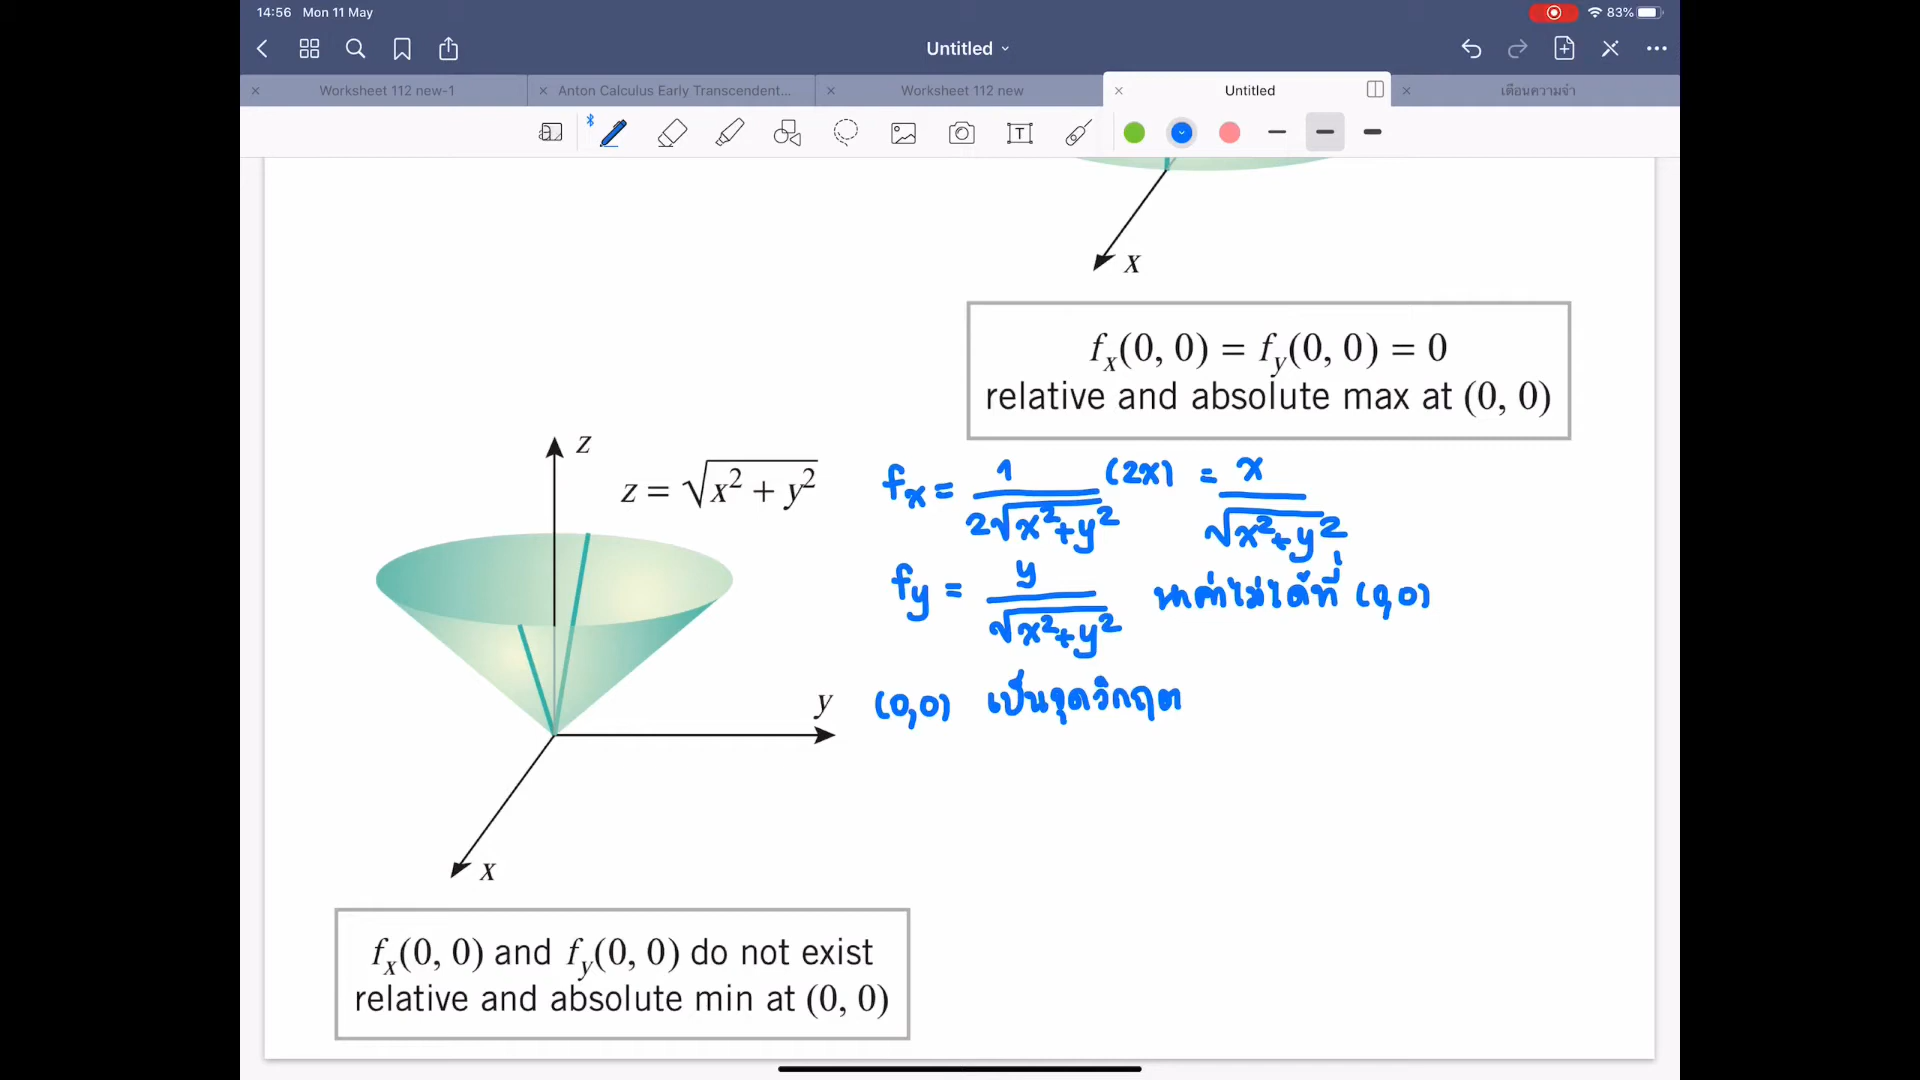 14:56 Mon 11 May
83%
Untitled
Worksheet 112 new-1
Anton Calculus Early Transcendent...
Worksheet 112 new
Untitled
เตือนความจำ
x
fₓ(0, 0) = f_y(0, 0) = 0
relative and absolute max at (0, 0)
z
z = √(x² + y²)
fₓ = 1/(2√(x²+y²)) (2x) = x/√(x²+y²)
f_y = y/√(x²+y²) หาค่าไม่ได้ที่ (0,0)
y
(0,0) เป็นจุดวิกฤต
x
fₓ(0, 0) and f_y(0, 0) do not exist
relative and absolute min at (0, 0)